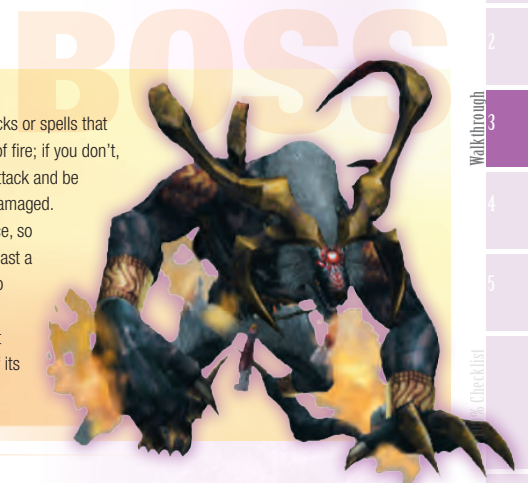 BOSS
cks or spells that
of fire; if you don't,
ttack and be
amaged.
e, so
ast a
o
t
its
2
Walkthrough
3
4
5
% Checklist